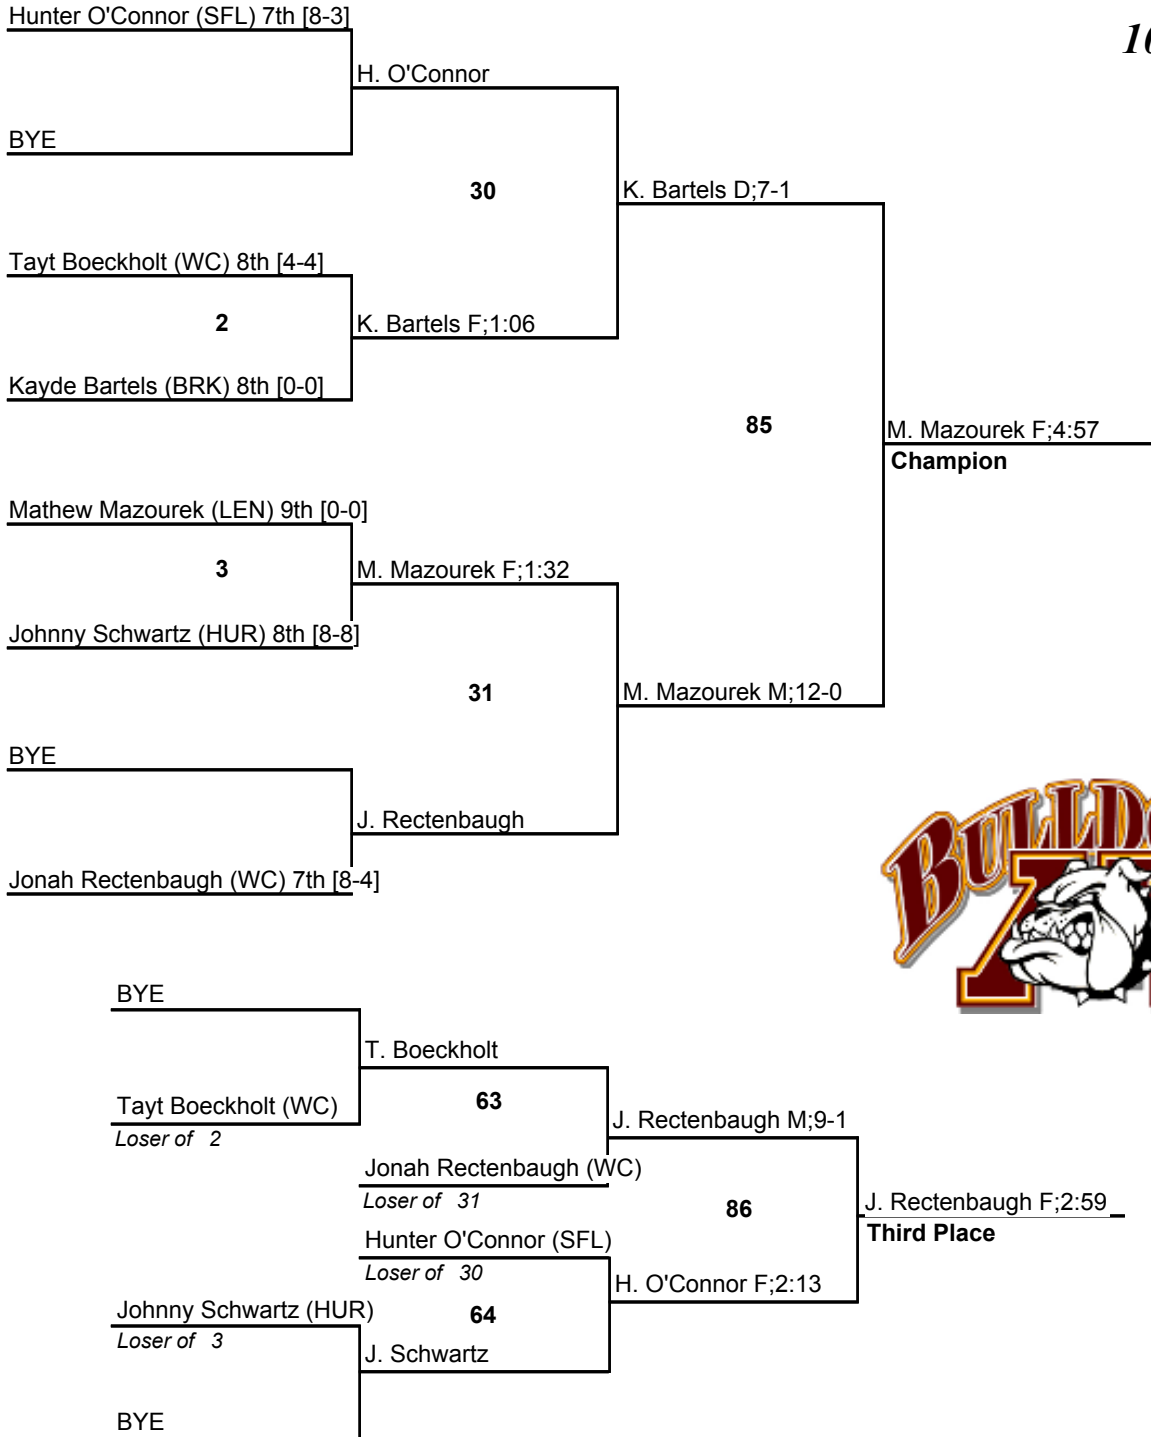 Hunter O'Connor (SFL) 7th [8-3]
10
H. O'Connor
BYE
30
K. Bartels D;7-1
Tayt Boeckholt (WC) 8th [4-4]
2
K. Bartels F;1:06
Kayde Bartels (BRK) 8th [0-0]
85
M. Mazourek F;4:57
Champion
Mathew Mazourek (LEN) 9th [0-0]
3
M. Mazourek F;1:32
Johnny Schwartz (HUR) 8th [8-8]
31
M. Mazourek M;12-0
BYE
J. Rectenbaugh
Jonah Rectenbaugh (WC) 7th [8-4]
BYE
T. Boeckholt
63
Tayt Boeckholt (WC)
Loser of 2
J. Rectenbaugh M;9-1
Jonah Rectenbaugh (WC)
Loser of 31
86
J. Rectenbaugh F;2:59
Third Place
Hunter O'Connor (SFL)
Loser of 30
H. O'Connor F;2:13
Johnny Schwartz (HUR)
Loser of 3
64
J. Schwartz
BYE